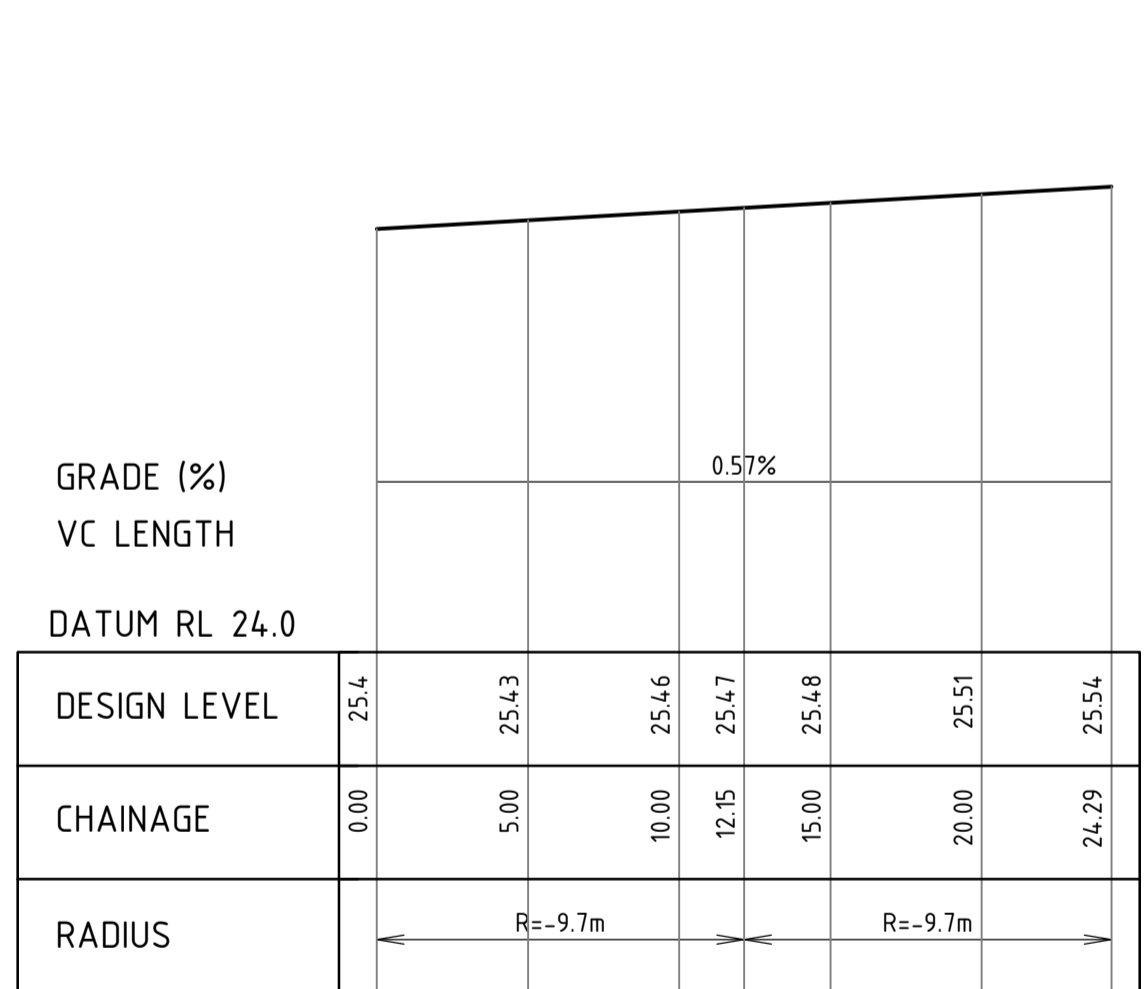 0.57%
GRADE (%)
VC LENGTH
DATUM RL 24.0
DESIGN LEVEL 25.4 25.43 25.46 25.47 25.48 25.51 25.54
CHAINAGE 0.00 5.00 10.00 12.15 15.00 20.00 24.29
RADIUS R=-9.7m R=-9.7m